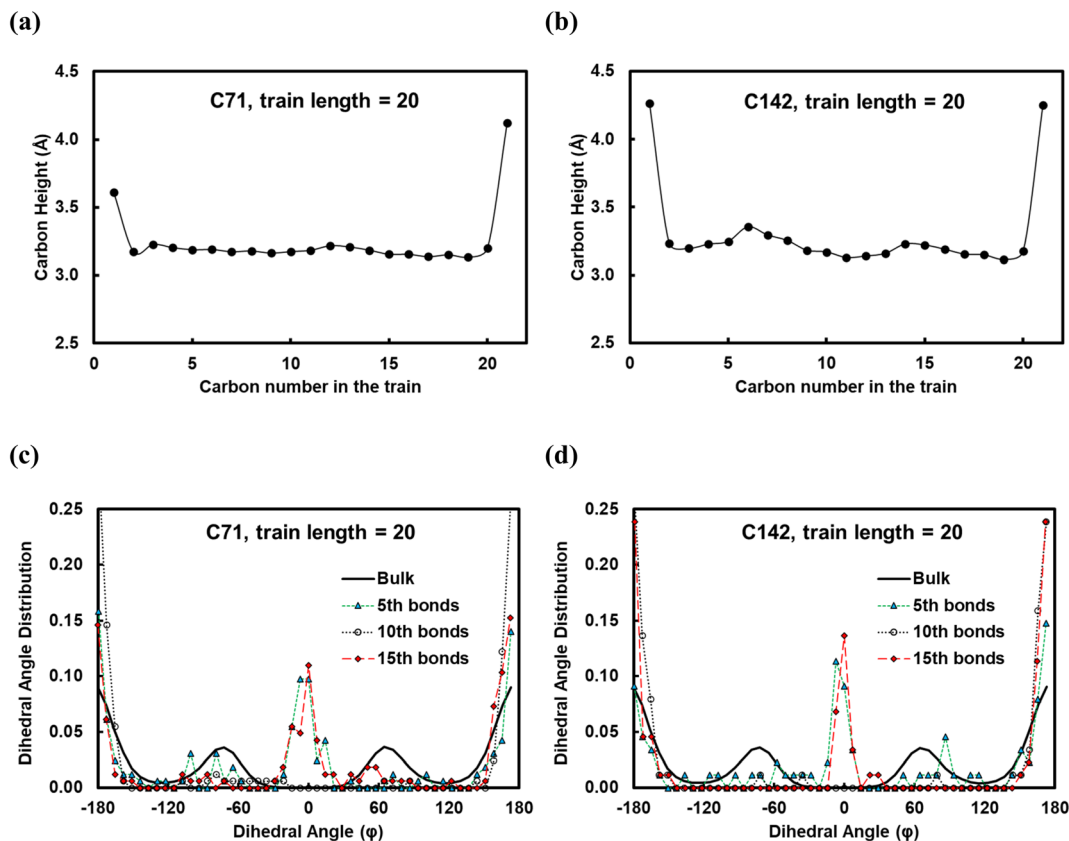 (a)
(b)
4.5
4.0
3.5
3.0
2.5
Carbon Height (Å)
C71, train length = 20
0 5 10 15 20
Carbon number in the train
4.5
4.0
3.5
3.0
2.5
Carbon Height (Å)
C142, train length = 20
0 5 10 15 20
Carbon number in the train
(c)
(d)
0.25
0.20
0.15
0.10
0.05
0.00
Dihedral Angle Distribution
C71, train length = 20
Bulk
5th bonds
10th bonds
15th bonds
-180 -120 -60 0 60 120 180
Dihedral Angle (φ)
0.25
0.20
0.15
0.10
0.05
0.00
Dihedral Angle Distribution
C142, train length = 20
Bulk
5th bonds
10th bonds
15th bonds
-180 -120 -60 0 60 120 180
Dihedral Angle (φ)